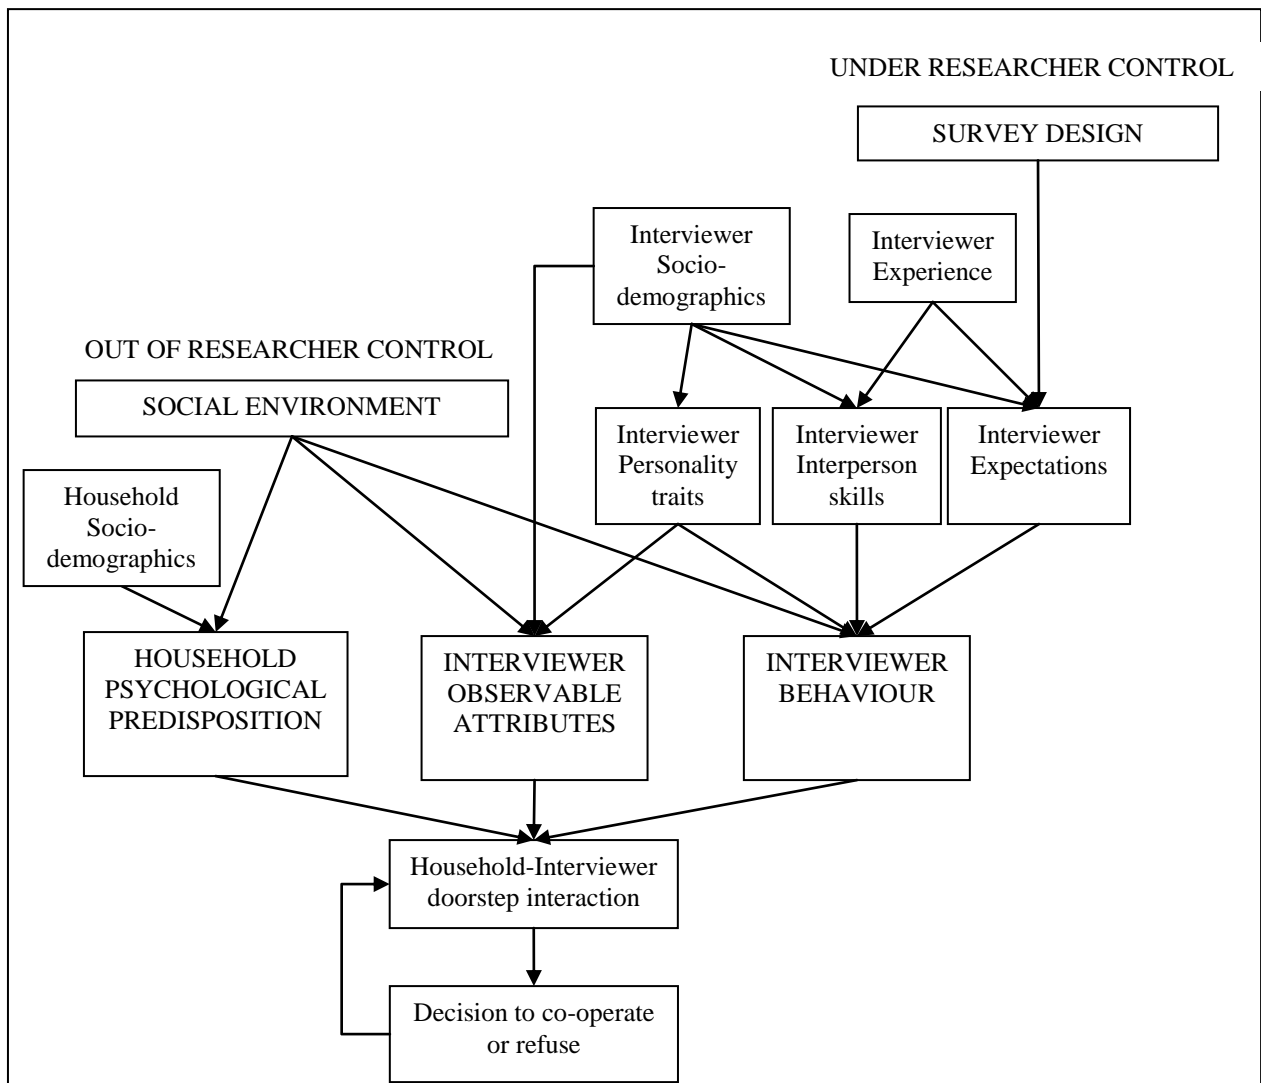 UNDER RESEARCHER CONTROL
SURVEY DESIGN
Interviewer
Socio-
demographics
Interviewer
Experience
OUT OF RESEARCHER CONTROL
SOCIAL ENVIRONMENT
Interviewer
Personality
traits
Interviewer
Interperson
skills
Interviewer
Expectations
Household
Socio-
demographics
HOUSEHOLD
PSYCHOLOGICAL
PREDISPOSITION
INTERVIEWER
OBSERVABLE
ATTRIBUTES
INTERVIEWER
BEHAVIOUR
Household-Interviewer
doorstep interaction
Decision to co-operate
or refuse